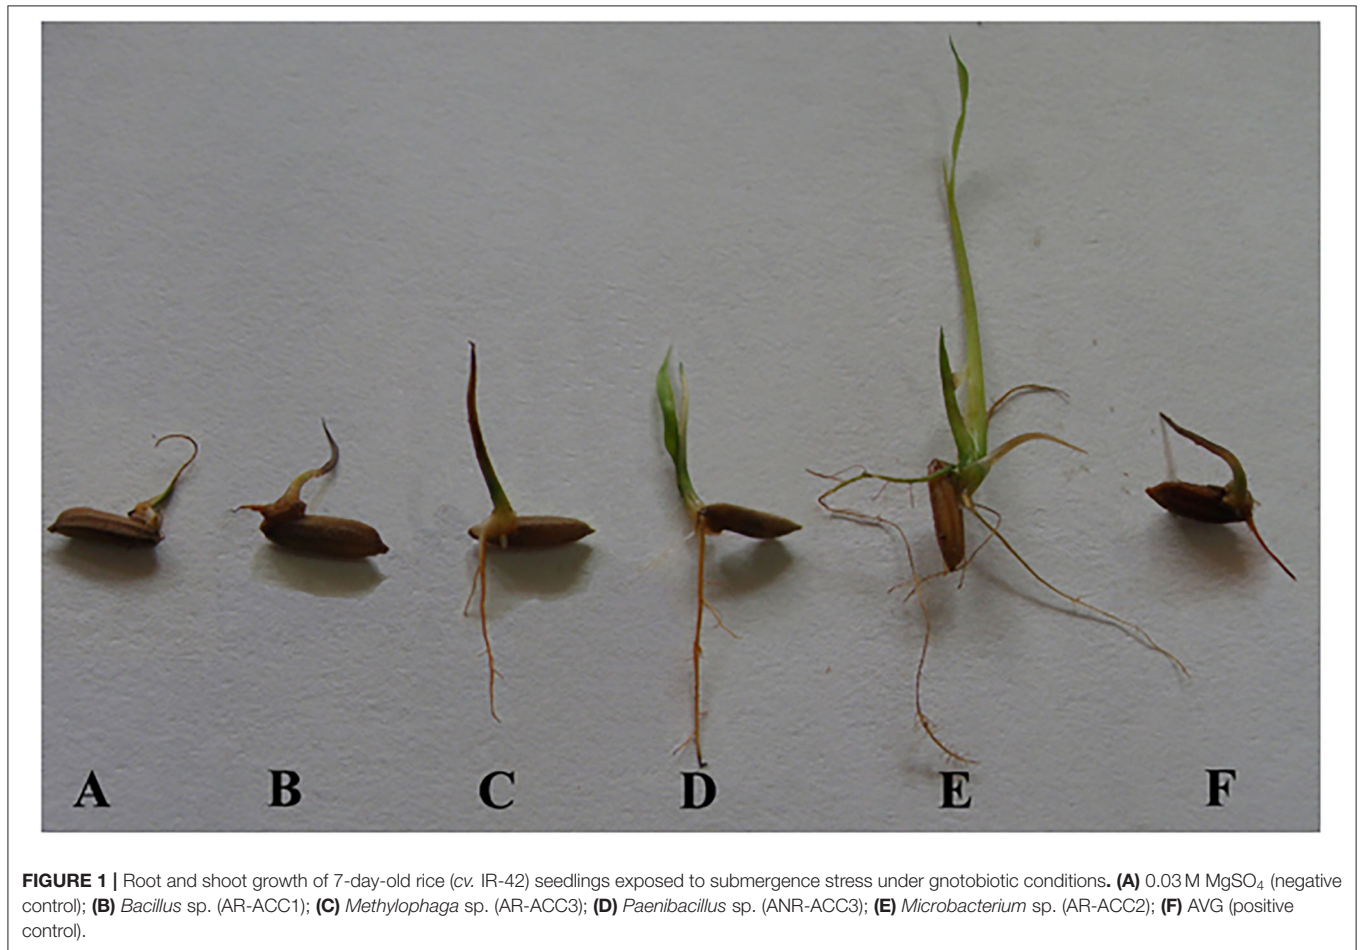 A B C D E F
FIGURE 1 | Root and shoot growth of 7-day-old rice (cv. IR-42) seedlings exposed to submergence stress under gnotobiotic conditions. (A) 0.03 M MgSO₄ (negative
control); (B) Bacillus sp. (AR-ACC1); (C) Methylophaga sp. (AR-ACC3); (D) Paenibacillus sp. (ANR-ACC3); (E) Microbacterium sp. (AR-ACC2); (F) AVG (positive
control).